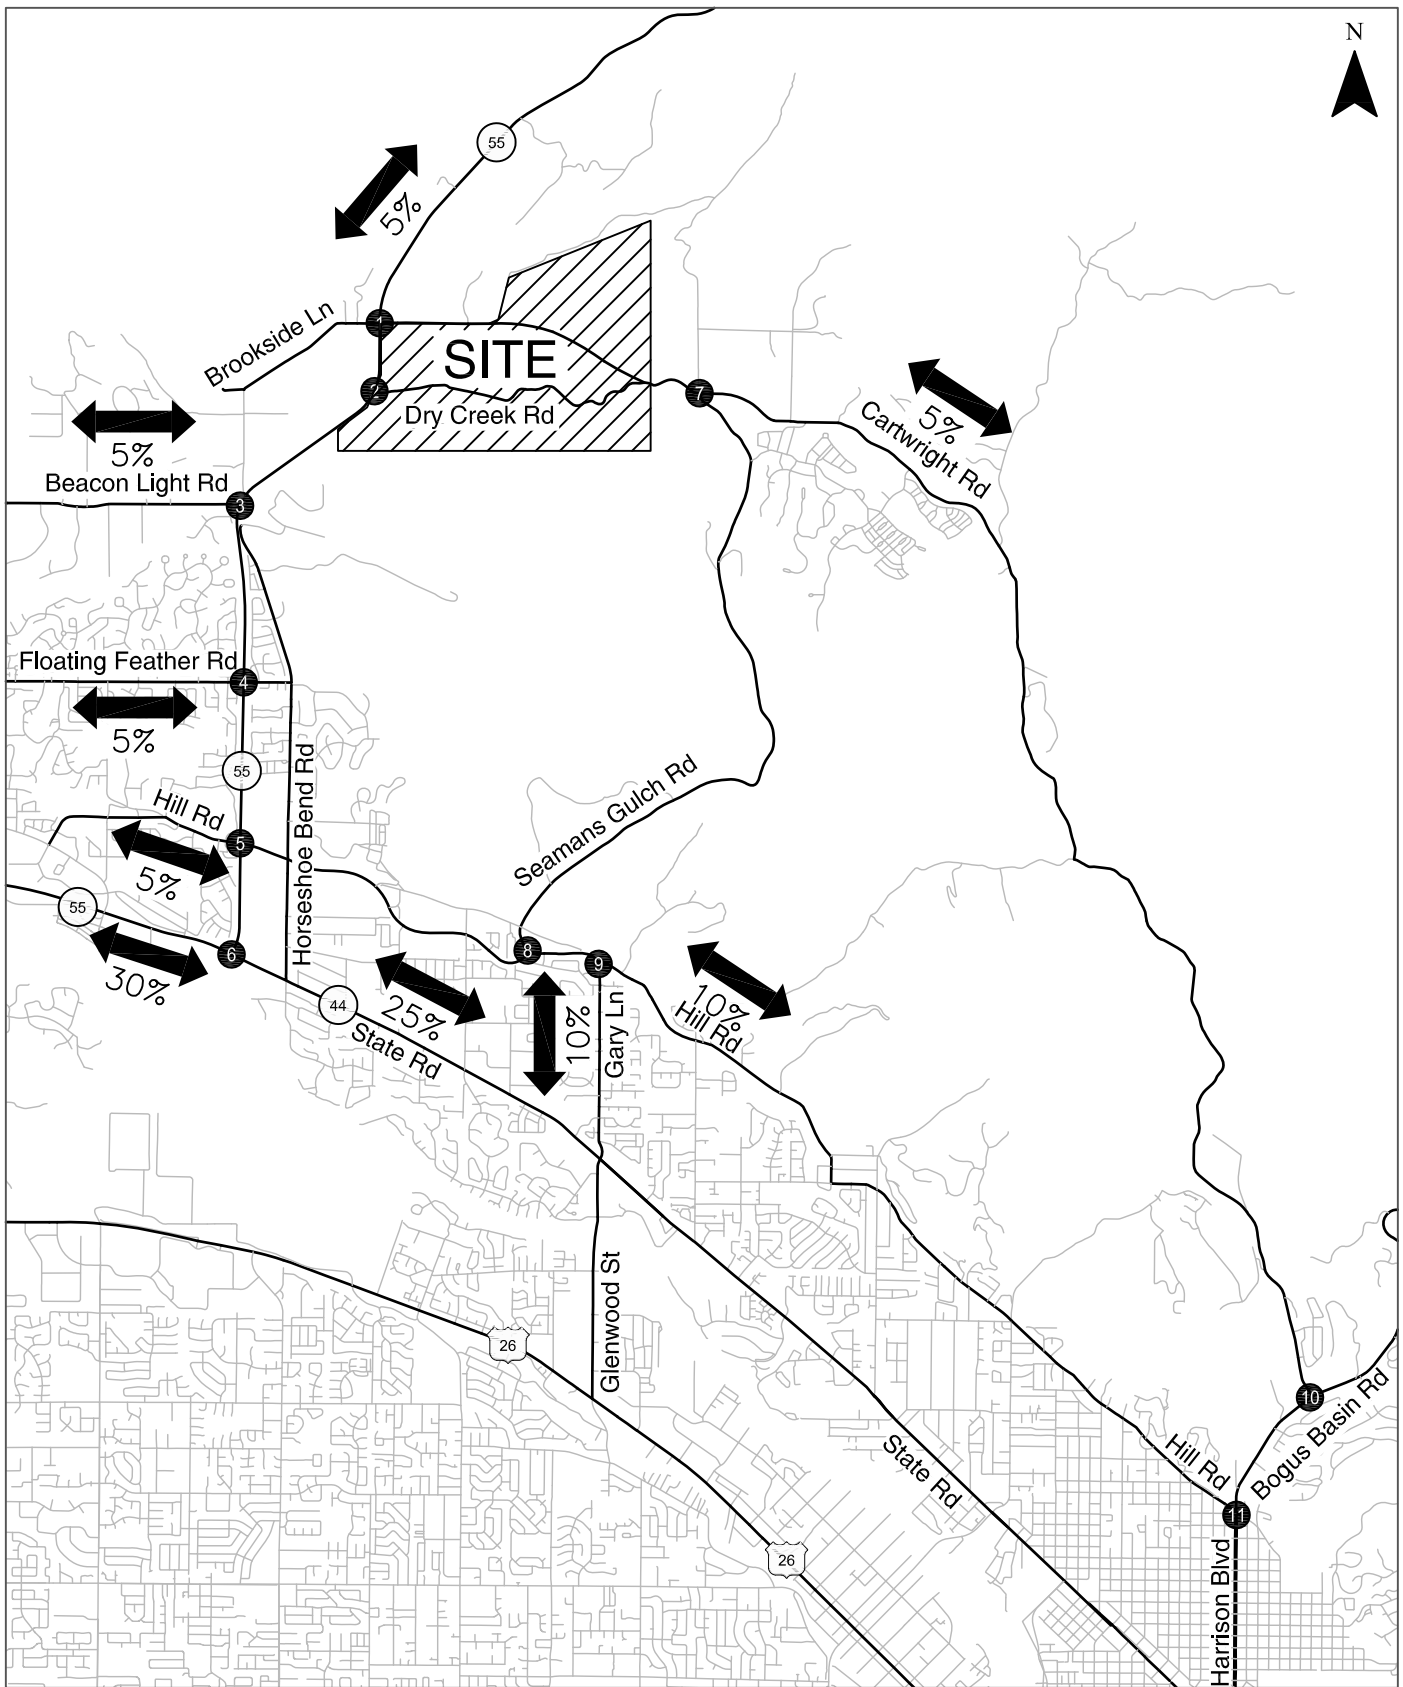 N
55
5%
Brookside Ln
1
SITE
2
Dry Creek Rd
7
5%
Cartwright Rd
5%
Beacon Light Rd
3
Floating Feather Rd
4
5%
55
Horseshoe Bend Rd
Hill Rd
5
5%
Seamans Gulch Rd
55
6
30%
8
9
44
25%
State Rd
10%
Gary Ln
10%
Hill Rd
Glenwood St
26
10
Bogus Basin Rd
State Rd
Hill Rd
11
26
Harrison Blvd